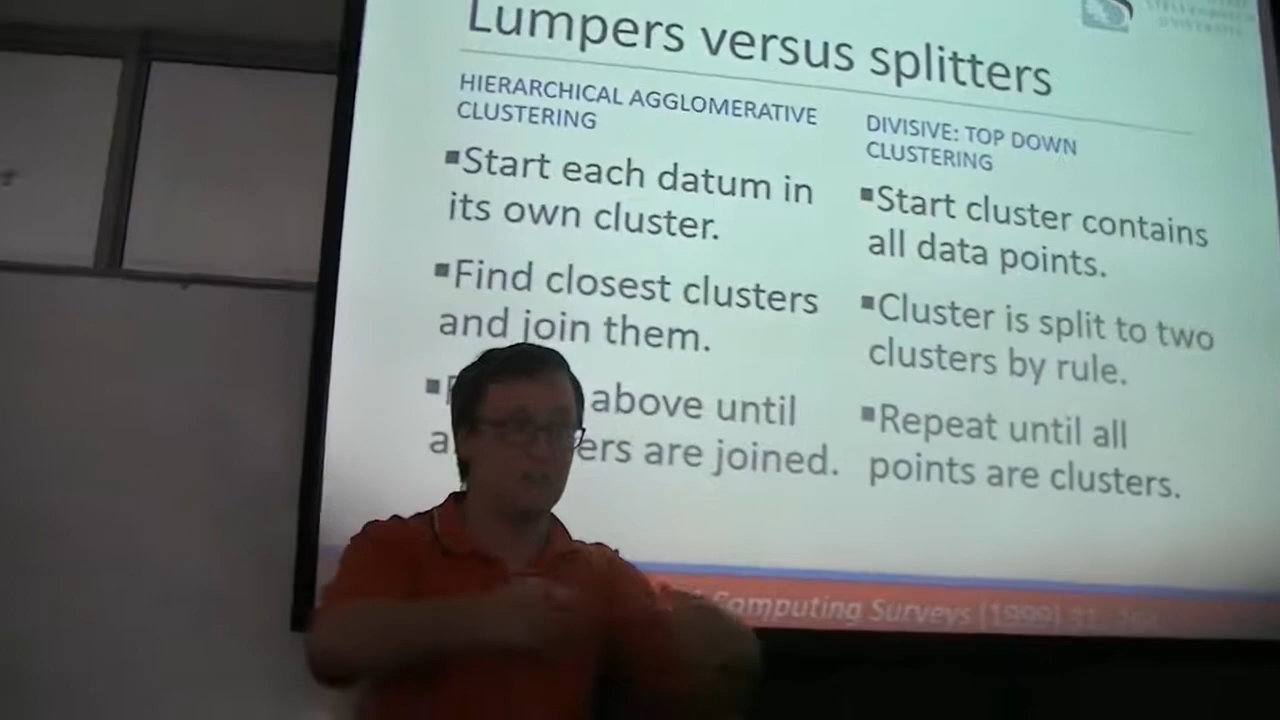 Lumpers versus splitters
HIERARCHICAL AGGLOMERATIVE
CLUSTERING
▪Start each datum in
its own cluster.
▪Find closest clusters
and join them.
above until
are joined.
DIVISIVE: TOP DOWN
CLUSTERING
▪Start cluster contains
all data points.
▪Cluster is split to two
clusters by rule.
▪Repeat until all
points are clusters.
Computing Surveys (1999) 31,